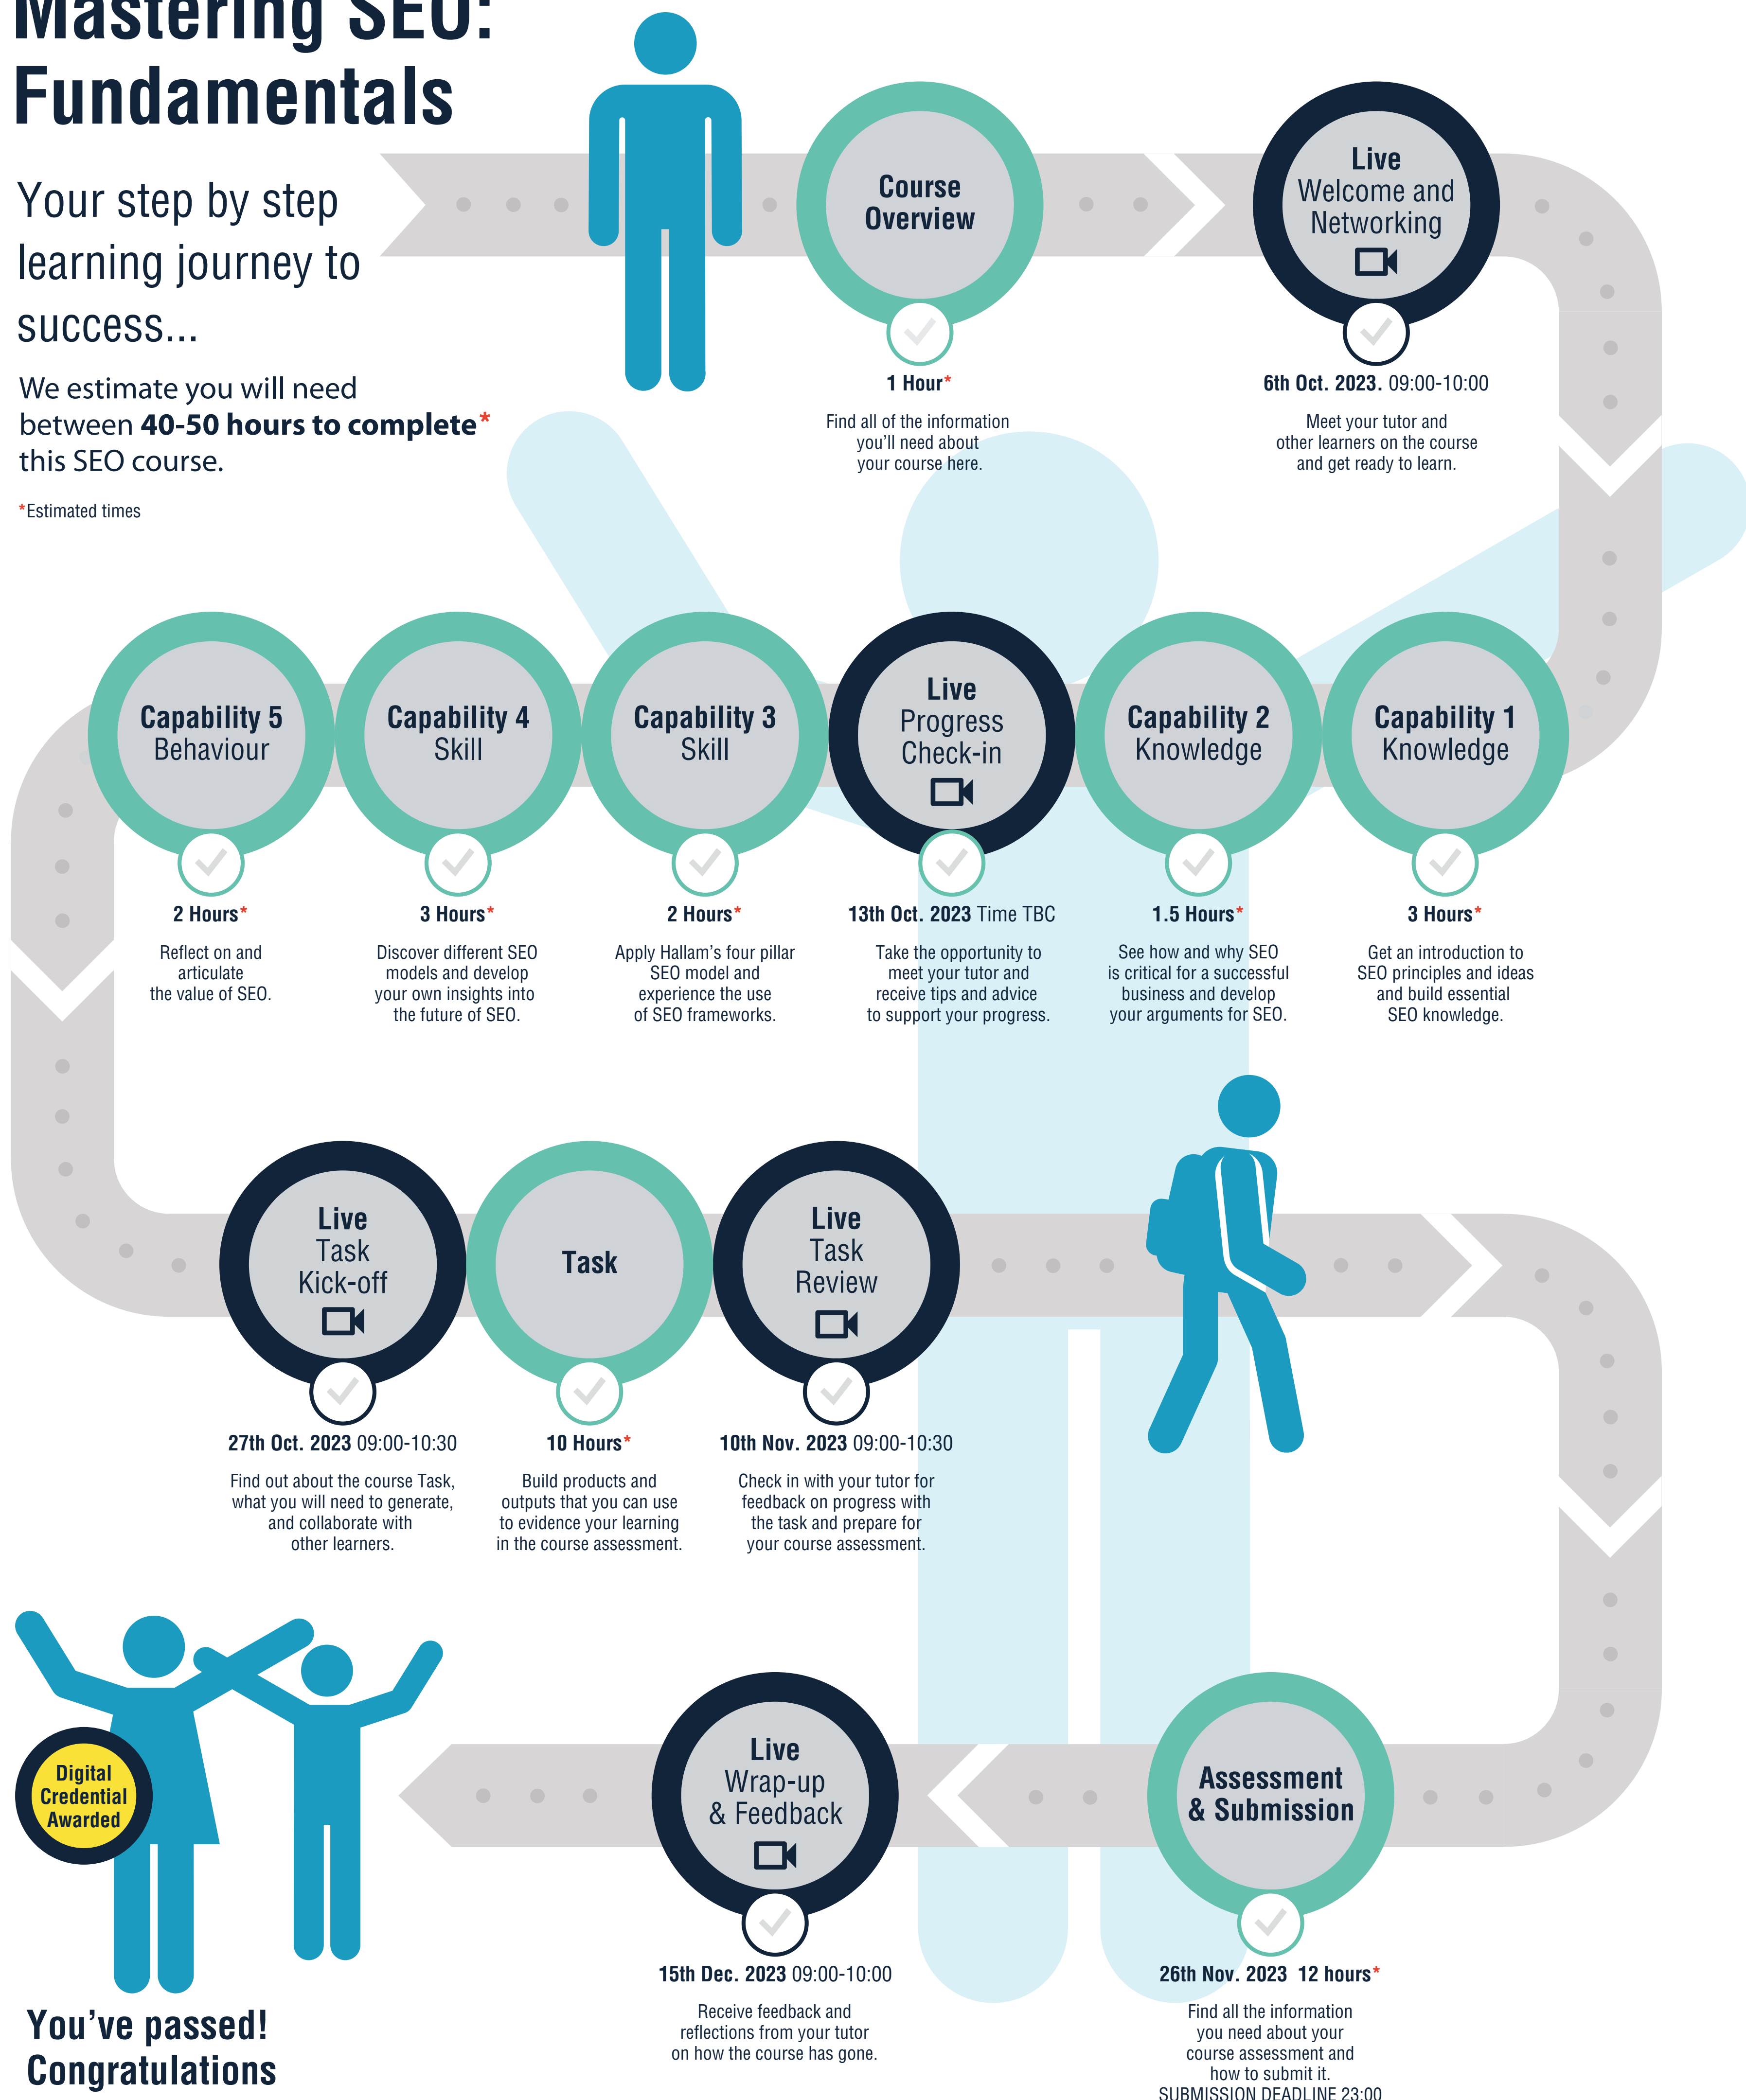 Mastering SEO:
Fundamentals
Your step by step
learning journey to
success...
We estimate you will need
between 40-50 hours to complete*
this SEO course.
*Estimated times
Course
Overview
1 Hour*
Find all of the information
you'll need about
your course here.
Live
Welcome and
Networking
6th Oct. 2023. 09:00-10:00
Meet your tutor and
other learners on the course
and get ready to learn.
Capability 5
Behaviour
2 Hours*
Reflect on and
articulate
the value of SEO.
Capability 4
Skill
3 Hours*
Discover different SEO
models and develop
your own insights into
the future of SEO.
Capability 3
Skill
2 Hours*
Apply Hallam's four pillar
SEO model and
experience the use
of SEO frameworks.
Live
Progress
Check-in
13th Oct. 2023 Time TBC
Take the opportunity to
meet your tutor and
receive tips and advice
to support your progress.
Capability 2
Knowledge
1.5 Hours*
See how and why SEO
is critical for a successful
business and develop
your arguments for SEO.
Capability 1
Knowledge
3 Hours*
Get an introduction to
SEO principles and ideas
and build essential
SEO knowledge.
Live
Task
Kick-off
27th Oct. 2023 09:00-10:30
Find out about the course Task,
what you will need to generate,
and collaborate with
other learners.
Task
10 Hours*
Build products and
outputs that you can use
to evidence your learning
in the course assessment.
Live
Task
Review
10th Nov. 2023 09:00-10:30
Check in with your tutor for
feedback on progress with
the task and prepare for
your course assessment.
Digital
Credential
Awarded
You've passed!
Congratulations
Live
Wrap-up
& Feedback
15th Dec. 2023 09:00-10:00
Receive feedback and
reflections from your tutor
on how the course has gone.
Assessment
& Submission
26th Nov. 2023 12 hours*
Find all the information
you need about your
course assessment and
how to submit it.
SUBMISSION DEADLINE 23:00